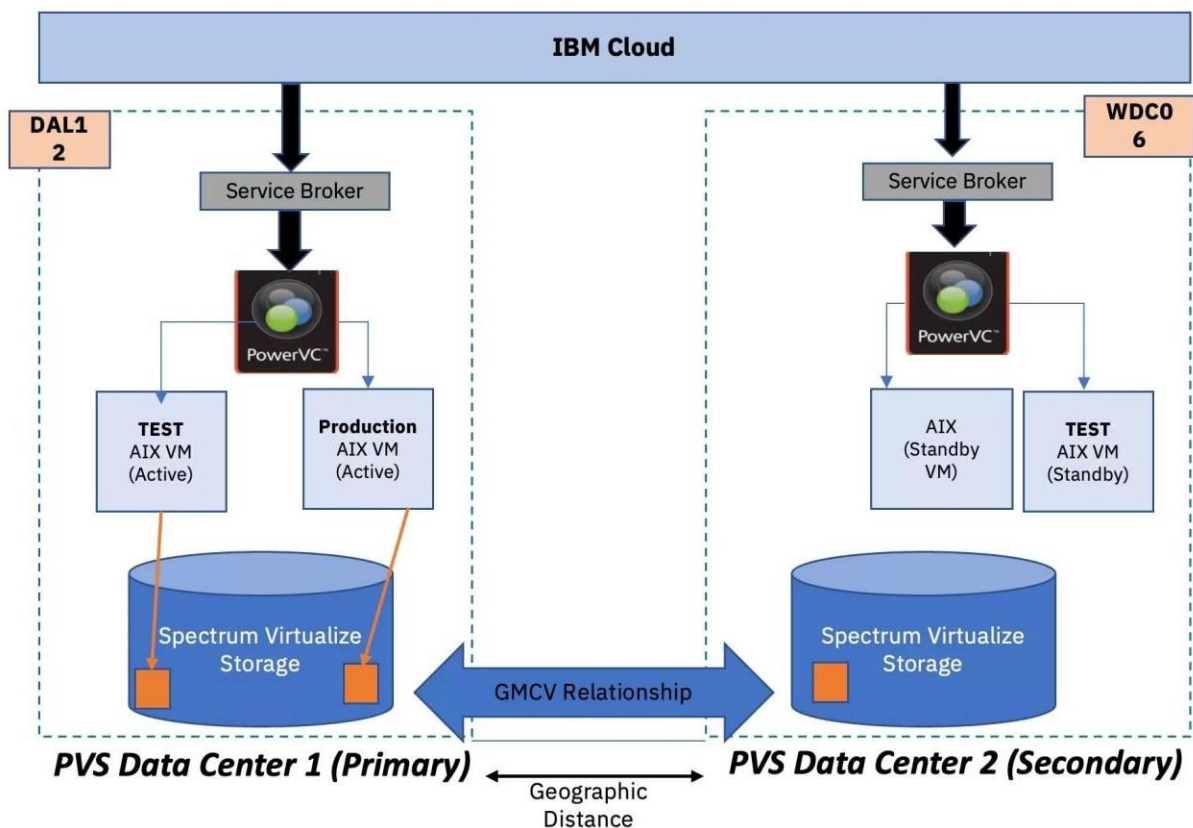 IBM Cloud
DAL1
2
WDC0
6
Service Broker
Service Broker
PowerVC™
PowerVC™
TEST
AIX VM
(Active)
Production
AIX VM
(Active)
AIX
(Standby
VM)
TEST
AIX VM
(Standby)
Spectrum Virtualize
Storage
Spectrum Virtualize
Storage
GMCV Relationship
PVS Data Center 1 (Primary)
PVS Data Center 2 (Secondary)
Geographic
Distance